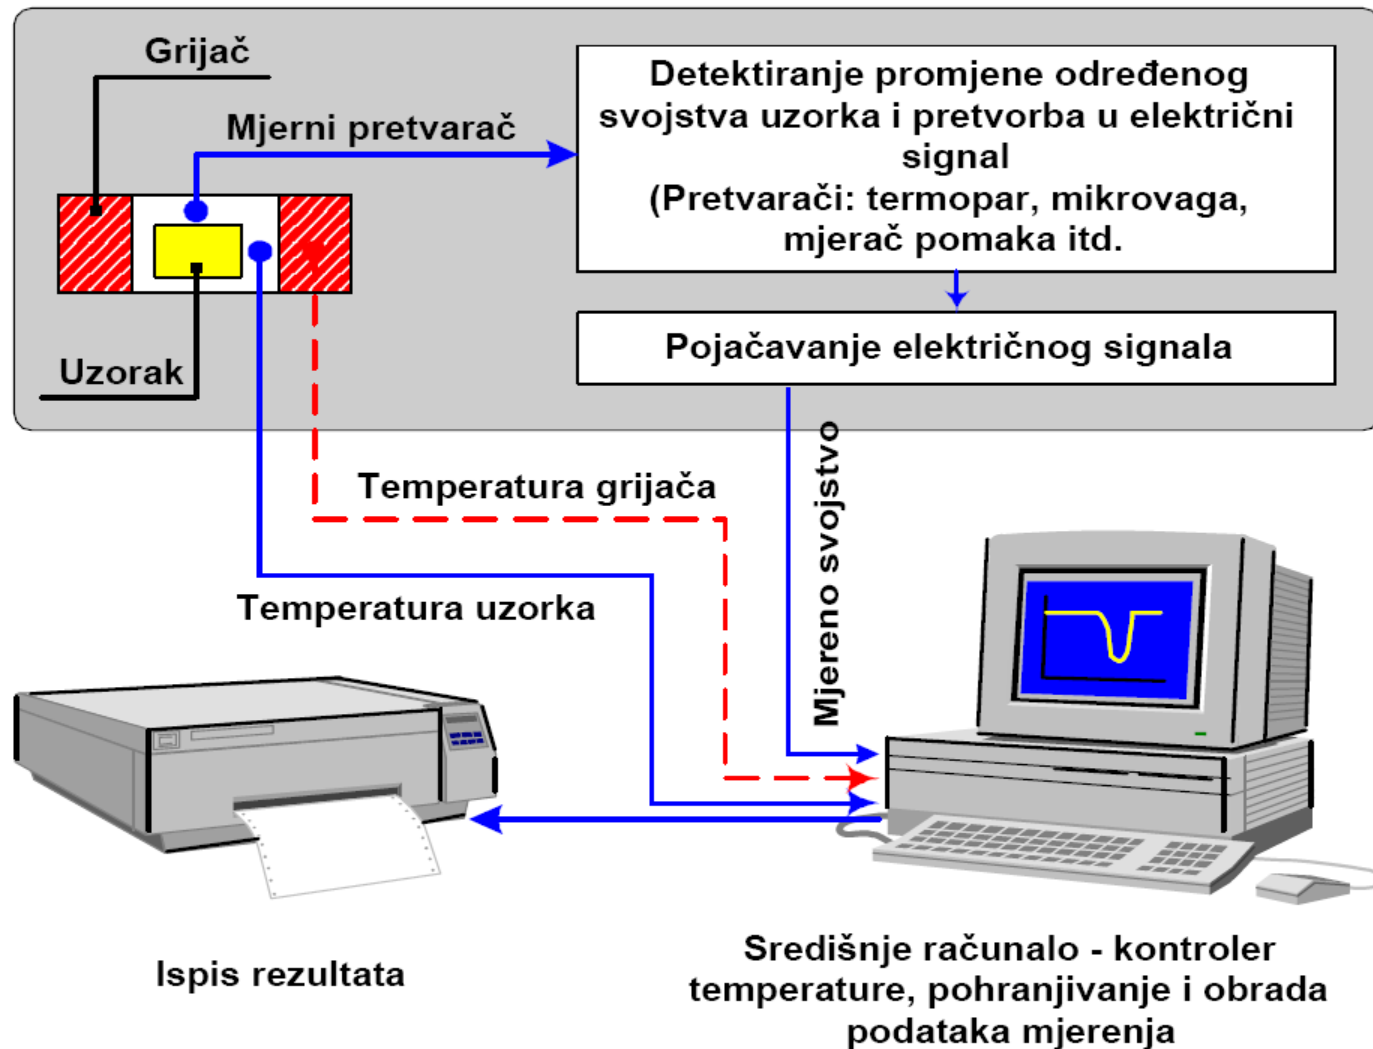 Grijač
Mjerni pretvarač
Detektiranje promjene određenog
svojstva uzorka i pretvorba u električni
signal
(Pretvarači: termopar, mikrovaga,
mjerač pomaka itd.
Uzorak
Pojačavanje električnog signala
Temperatura grijača
Mjereno svojstvo
Temperatura uzorka
Ispis rezultata
Središnje računalo - kontroler
temperature, pohranjivanje i obrada
podataka mjerenja